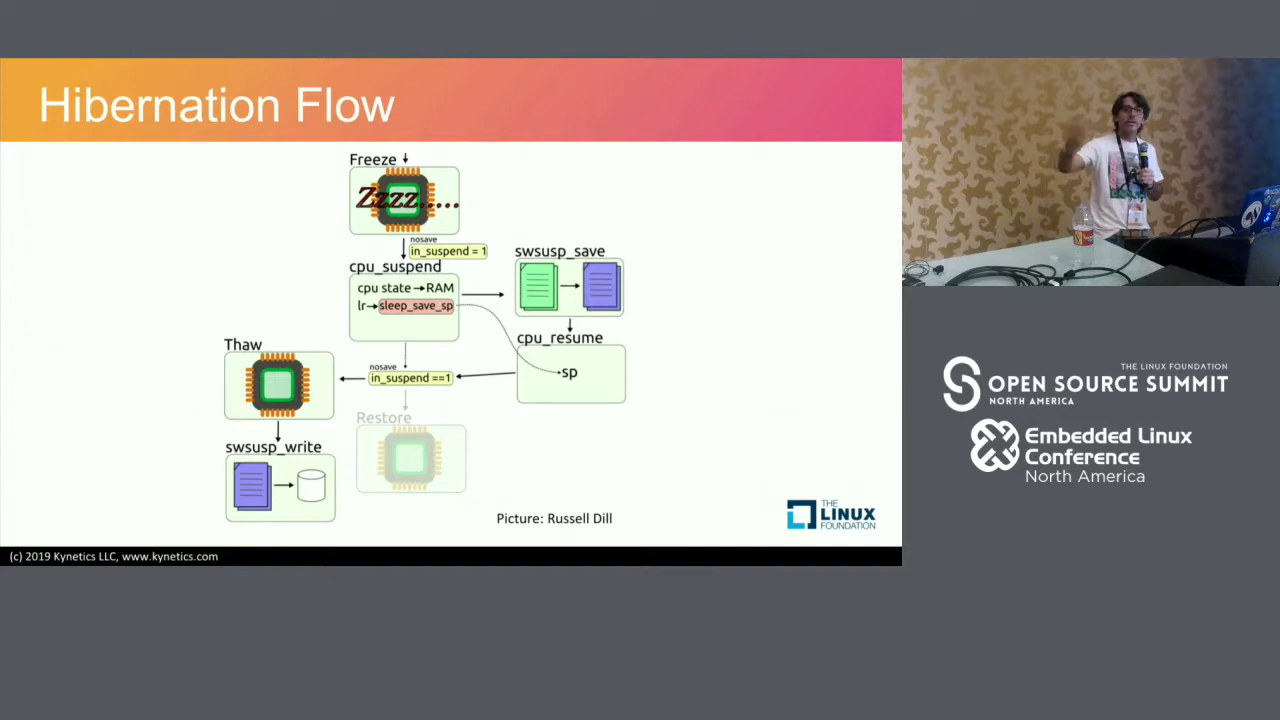 Hibernation Flow
Freeze
Zzzz.....
nosave
in_suspend = 1
cpu_suspend
cpu state → RAM
lr→ sleep_save_sp
swsusp_save
cpu_resume
sp
nosave
in_suspend ==1
Thaw
swsusp_write
Restore
Picture: Russell Dill
THE
LINUX
FOUNDATION
(c) 2019 Kynetics LLC, www.kynetics.com
THE LINUX FOUNDATION
OPEN SOURCE SUMMIT
NORTH AMERICA
Embedded Linux
Conference
North America